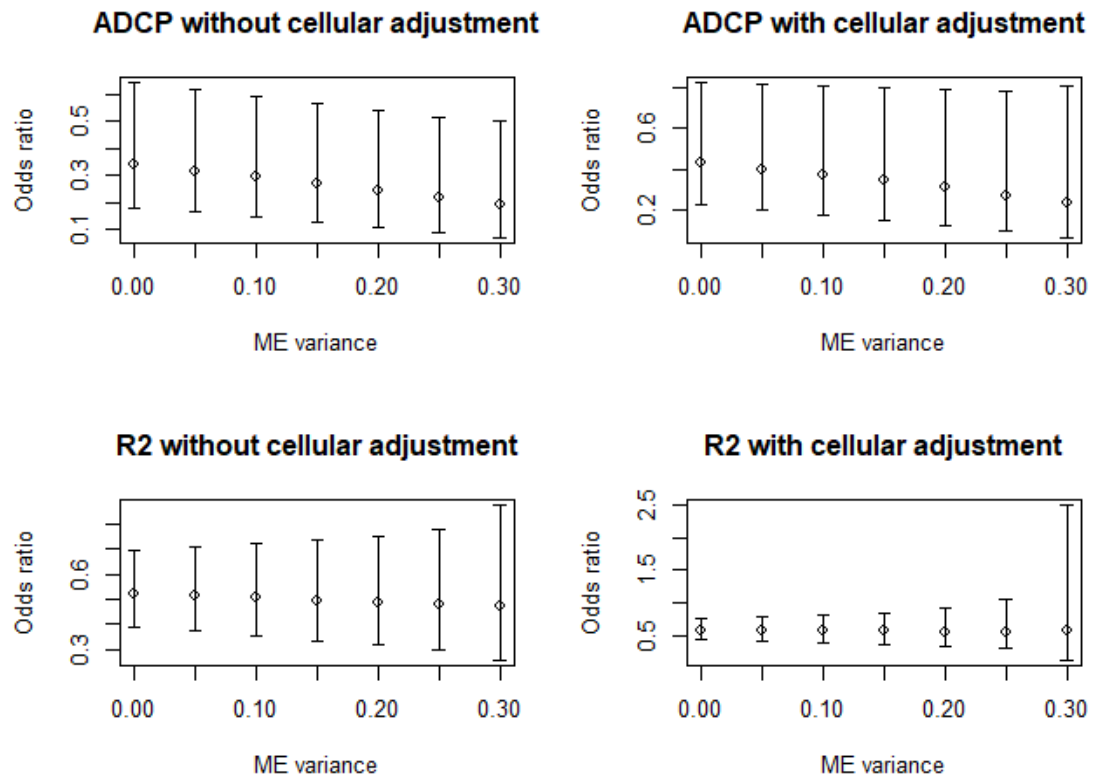 ADCP without cellular adjustment
Odds ratio
0.5
0.3
0.1
0.00 0.10 0.20 0.30
ME variance
ADCP with cellular adjustment
Odds ratio
0.6
0.2
0.00 0.10 0.20 0.30
ME variance
R2 without cellular adjustment
Odds ratio
0.6
0.3
0.00 0.10 0.20 0.30
ME variance
R2 with cellular adjustment
Odds ratio
2.5
1.5
0.5
0.00 0.10 0.20 0.30
ME variance